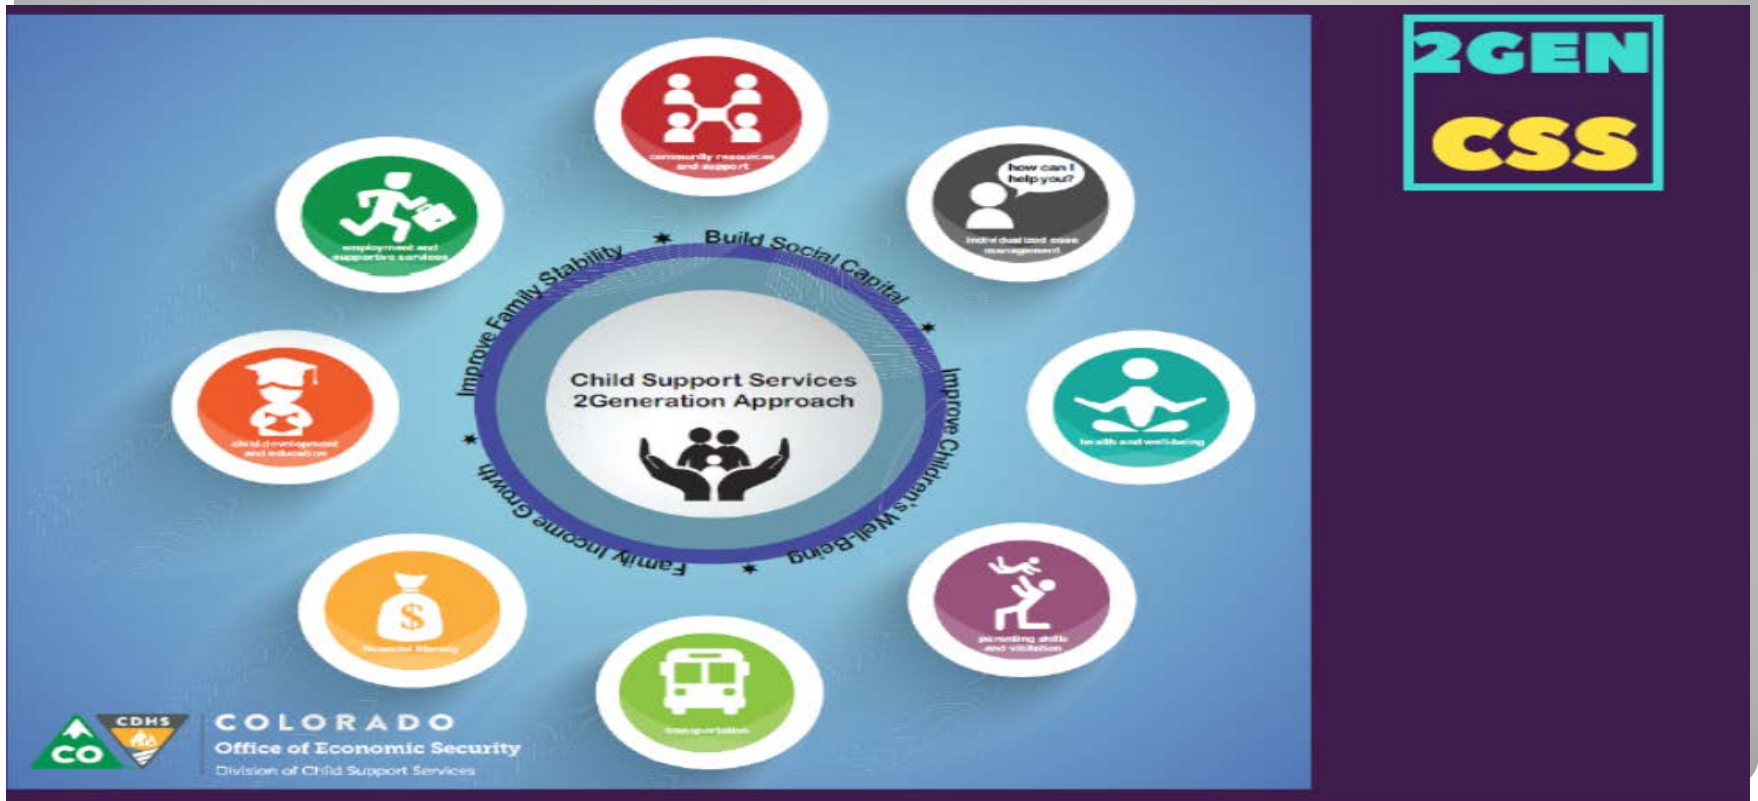 2GEN
CSS
community resources
and support
how can I
help you?
individualized case
management
employment and
supportive services
Improve Family Stability ★ Build Social Capital ★ Improve Children's Well-Being ★ Family Income Growth ★
Child Support Services
2Generation Approach
health and well-being
child development
and education
parenting skills
and visitation
financial literacy
transportation
CO
CDHS
COLORADO
Office of Economic Security
Division of Child Support Services